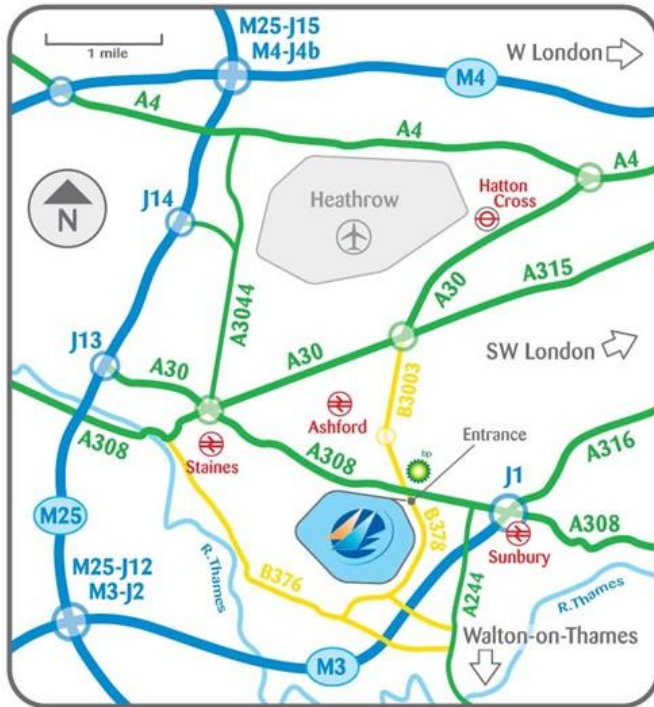 M25-J15
M4-J4b
1 mile
W London
M4
A4
A4
A4
Hatton
Cross
Heathrow
N
J14
A3044
A30
A315
J13
A30
A30
SW London
B3003
Ashford
Entrance
A308
Staines
A308
bp
J1
A316
M25
B378
A308
Sunbury
M25-J12
M3-J2
R.Thames
B376
A244
R.Thames
Walton-on-Thames
M3